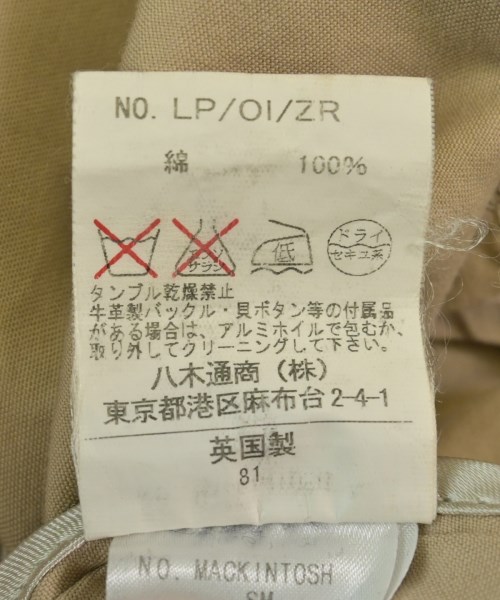 NO. LP/01/ZR
綿 100%
エンソ
サラシ
低
ドライ
セキユ系
タンブル乾燥禁止
牛革製バックル・貝ボタン等の付属品
がある場合は、アルミホイルで包むか、
取り外してクリーニングして下さい。
八木通商（株）
東京都港区麻布台2-4-1
英国製
81
NO. MACKINTOSH
SM